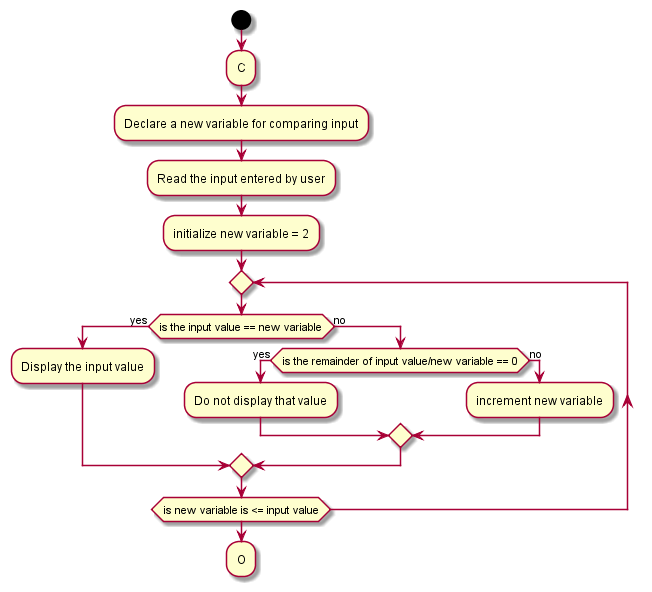 C
Declare a new variable for comparing input
Read the input entered by user
initialize new variable = 2
yes
is the input value == new variable
no
Display the input value
yes
is the remainder of input value/new variable == 0
no
Do not display that value
increment new variable
is new variable is <= input value
O